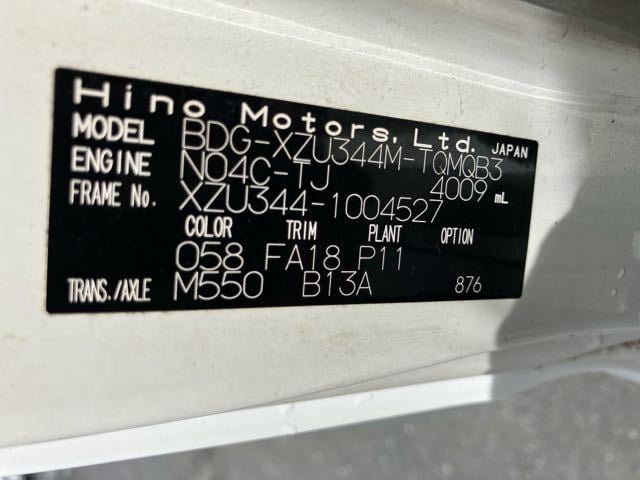 Hino Motors, Ltd. JAPAN
MODEL BDG-XZU344M-TQMQB3
ENGINE N04C-TJ 4009 mL
FRAME No. XZU344-1004527
COLOR TRIM PLANT OPTION
058 FA18 P11
TRANS./AXLE M550 B13A 876